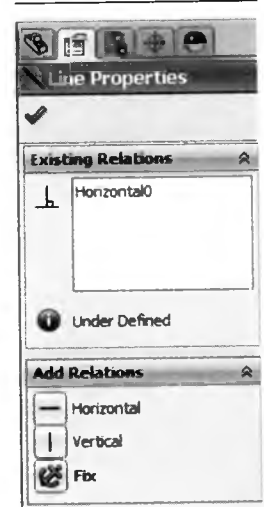 Line Properties
Existing Relations
Horizontal0
Under Defined
Add Relations
Horizontal
Vertical
Fix